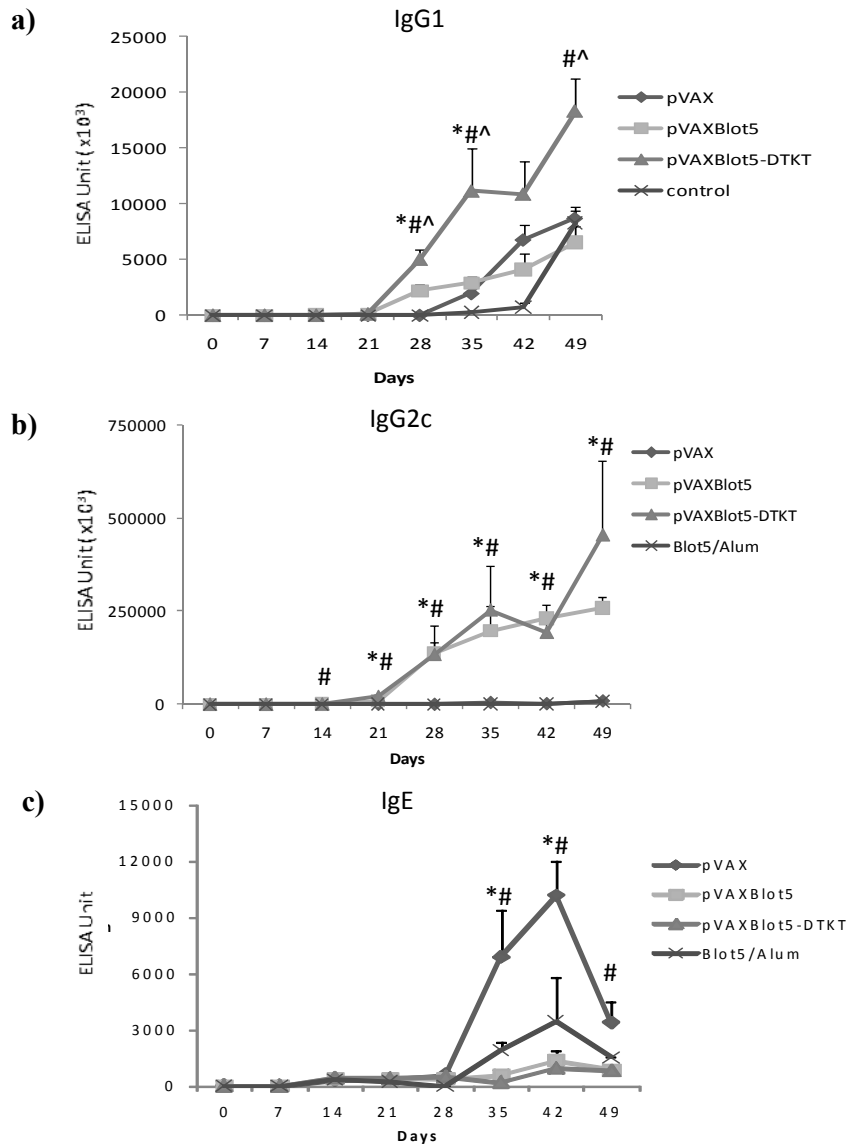 a)
IgG1
25000
20000
15000
10000
5000
0
ELISA Unit (x10³)
*#^
*#^
#^
0 7 14 21 28 35 42 49
Days
pVAX
pVAXBlot5
pVAXBlot5-DTKT
control
b)
IgG2c
750000
500000
250000
0
ELISA Unit (x10³)
#
*#
*#
*#
*#
*#
0 7 14 21 28 35 42 49
Days
pVAX
pVAXBlot5
pVAXBlot5-DTKT
Blot5/Alum
c)
IgE
15000
12000
9000
6000
3000
0
ELISA Unit
*#
*#
#
0 7 14 21 28 35 42 49
Days
pVAX
pVAXBlot5
pVAXBlot5-DTKT
Blot5/Alum